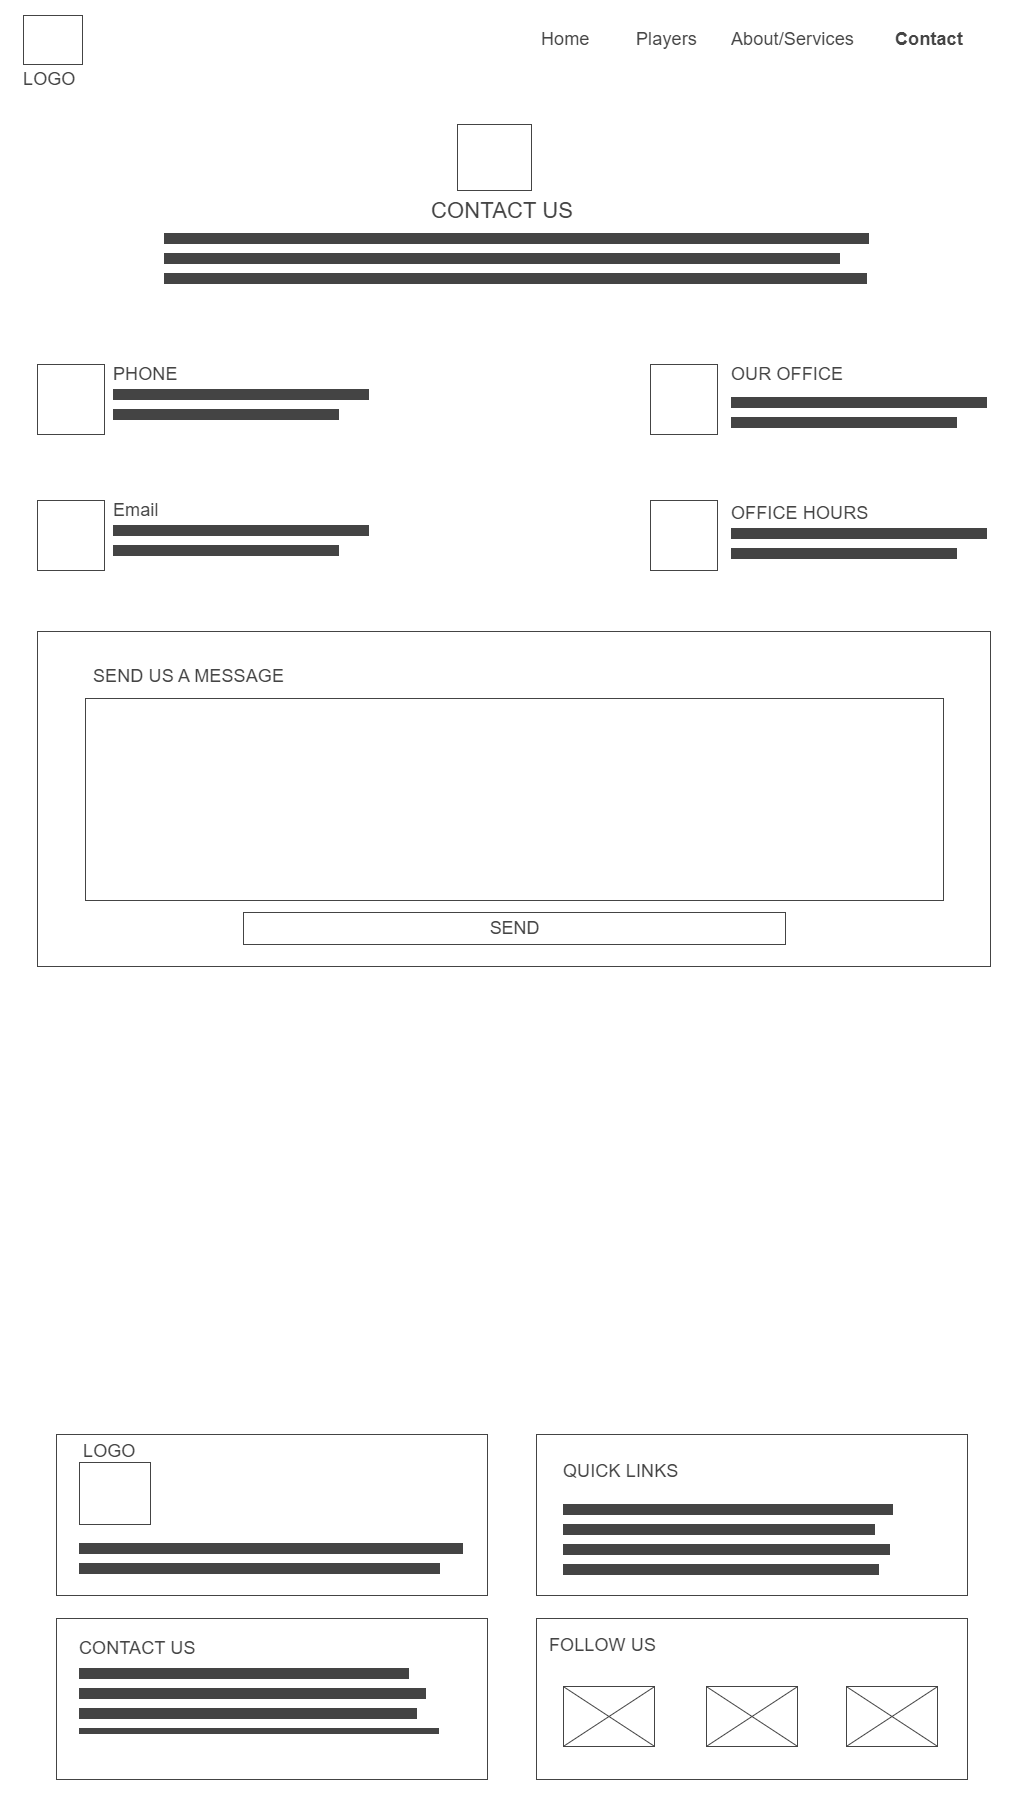 LOGO
Home Players About/Services Contact
CONTACT US
PHONE
OUR OFFICE
Email
OFFICE HOURS
SEND US A MESSAGE
SEND
LOGO
QUICK LINKS
CONTACT US
FOLLOW US